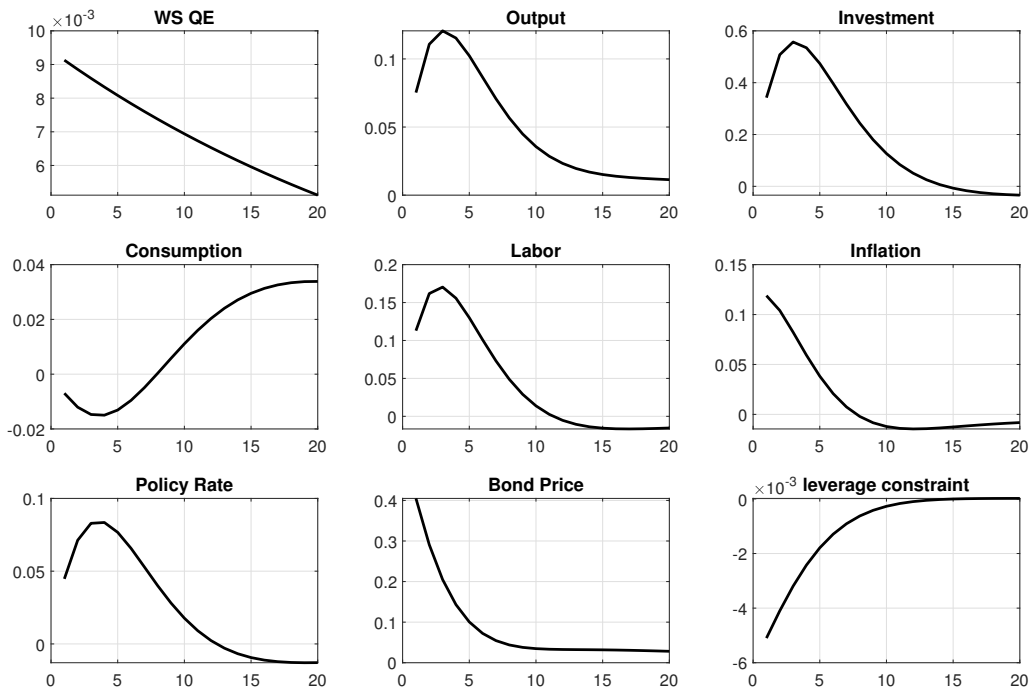 WS QE
×10⁻³
10
9
8
7
6
0 5 10 15 20
Output
0.1
0.05
0
0 5 10 15 20
Investment
0.6
0.4
0.2
0
0 5 10 15 20
Consumption
0.04
0.02
0
-0.02
0 5 10 15 20
Labor
0.2
0.15
0.1
0.05
0
0 5 10 15 20
Inflation
0.15
0.1
0.05
0
0 5 10 15 20
Policy Rate
0.1
0.05
0
0 5 10 15 20
Bond Price
0.4
0.3
0.2
0.1
0
0 5 10 15 20
×10⁻³ leverage constraint
0
-2
-4
-6
0 5 10 15 20